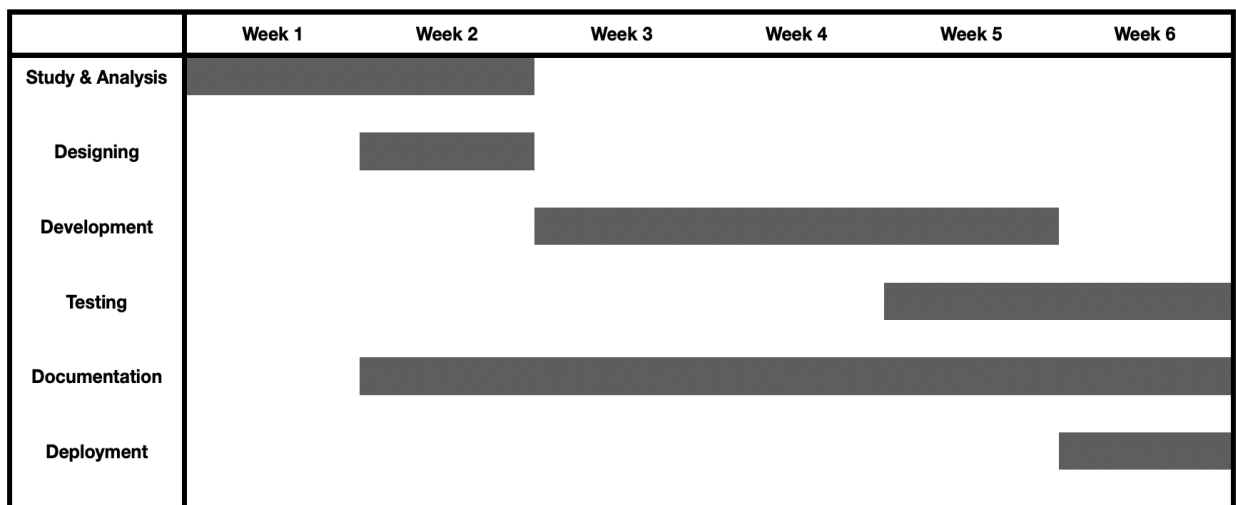 Week 1 Week 2 Week 3 Week 4 Week 5 Week 6
Study & Analysis
Designing
Development
Testing
Documentation
Deployment